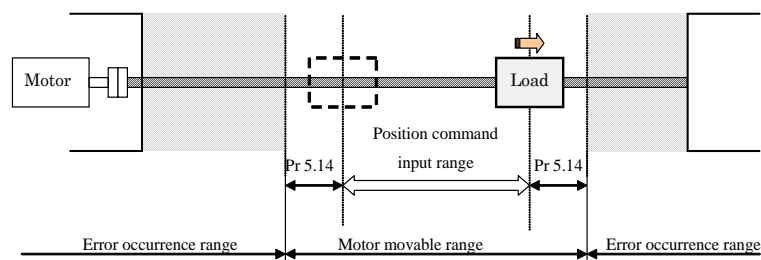 Motor
Load
Position command
input range
Pr 5.14
Pr 5.14
Error occurrence range
Motor movable range
Error occurrence range